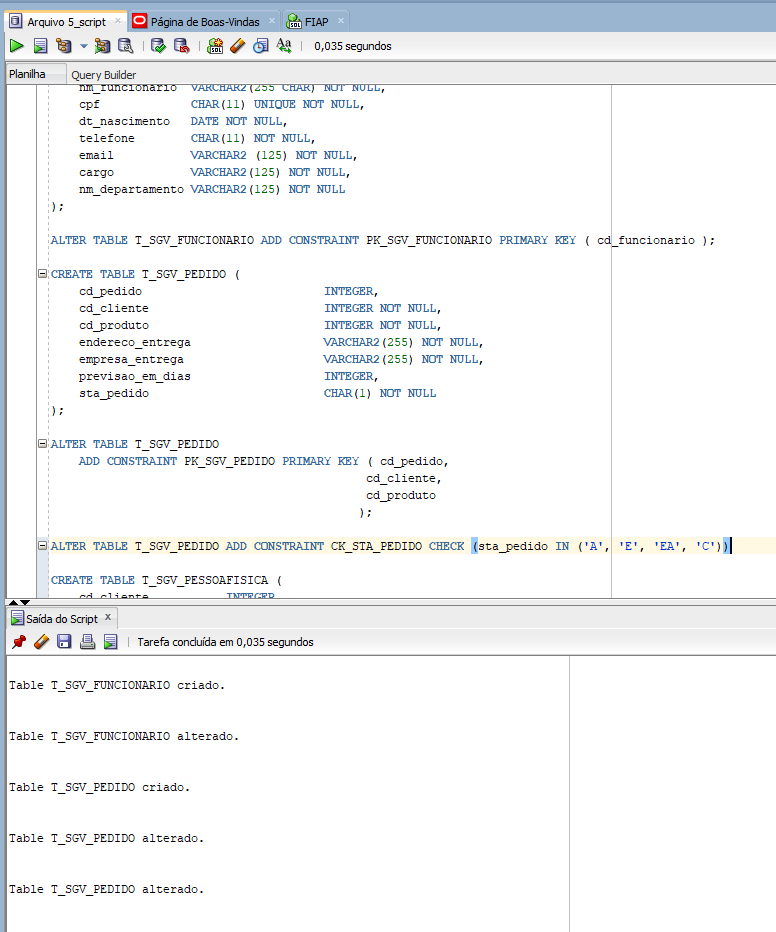 Arquivo 5_script
Página de Boas-Vindas
FIAP
0,035 segundos
Planilha
Query Builder
nm_funcionario VARCHAR2(255 CHAR) NOT NULL,
cpf CHAR(11) UNIQUE NOT NULL,
dt_nascimento DATE NOT NULL,
telefone CHAR(11) NOT NULL,
email VARCHAR2 (125) NOT NULL,
cargo VARCHAR2(125) NOT NULL,
nm_departamento VARCHAR2(125) NOT NULL
);
ALTER TABLE T_SGV_FUNCIONARIO ADD CONSTRAINT PK_SGV_FUNCIONARIO PRIMARY KEY ( cd_funcionario );
CREATE TABLE T_SGV_PEDIDO (
cd_pedido INTEGER,
cd_cliente INTEGER NOT NULL,
cd_produto INTEGER NOT NULL,
endereco_entrega VARCHAR2(255) NOT NULL,
empresa_entrega VARCHAR2(255) NOT NULL,
previsao_em_dias INTEGER,
sta_pedido CHAR(1) NOT NULL
);
ALTER TABLE T_SGV_PEDIDO
ADD CONSTRAINT PK_SGV_PEDIDO PRIMARY KEY ( cd_pedido,
cd_cliente,
cd_produto
);
ALTER TABLE T_SGV_PEDIDO ADD CONSTRAINT CK_STA_PEDIDO CHECK (sta_pedido IN ('A', 'E', 'EA', 'C'))
CREATE TABLE T_SGV_PESSOAFISICA (
cd_cliente INTEGER
Saída do Script
Tarefa concluída em 0,035 segundos
Table T_SGV_FUNCIONARIO criado.
Table T_SGV_FUNCIONARIO alterado.
Table T_SGV_PEDIDO criado.
Table T_SGV_PEDIDO alterado.
Table T_SGV_PEDIDO alterado.